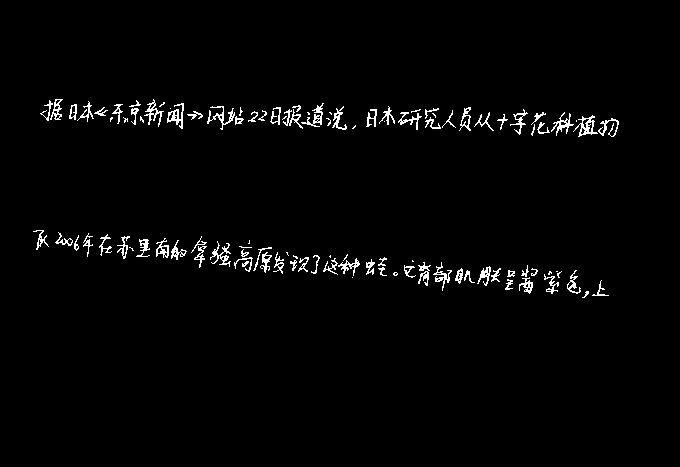 据日本《东京新闻》网站22日报道说,日本研究人员从十字花科植物
队2006年在苏里南的拿骚高原发现了这种蛙。它背部肌肤呈茜紫色,上